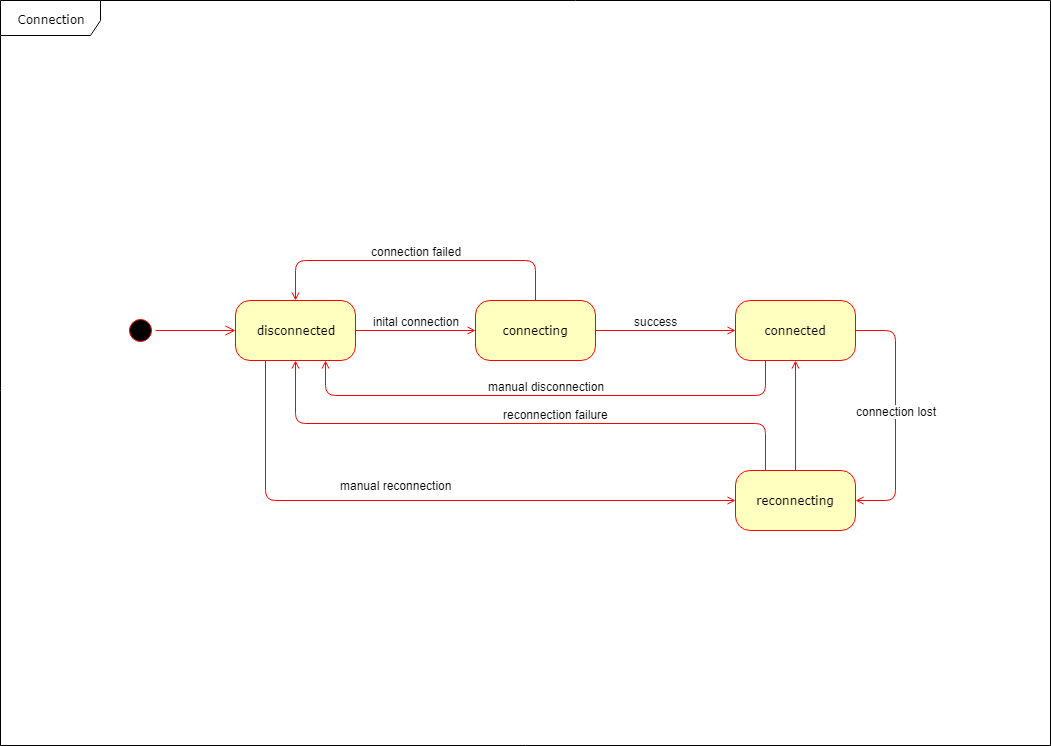 Connection
connection failed
disconnected
inital connection
connecting
success
connected
manual disconnection
connection lost
reconnection failure
manual reconnection
reconnecting